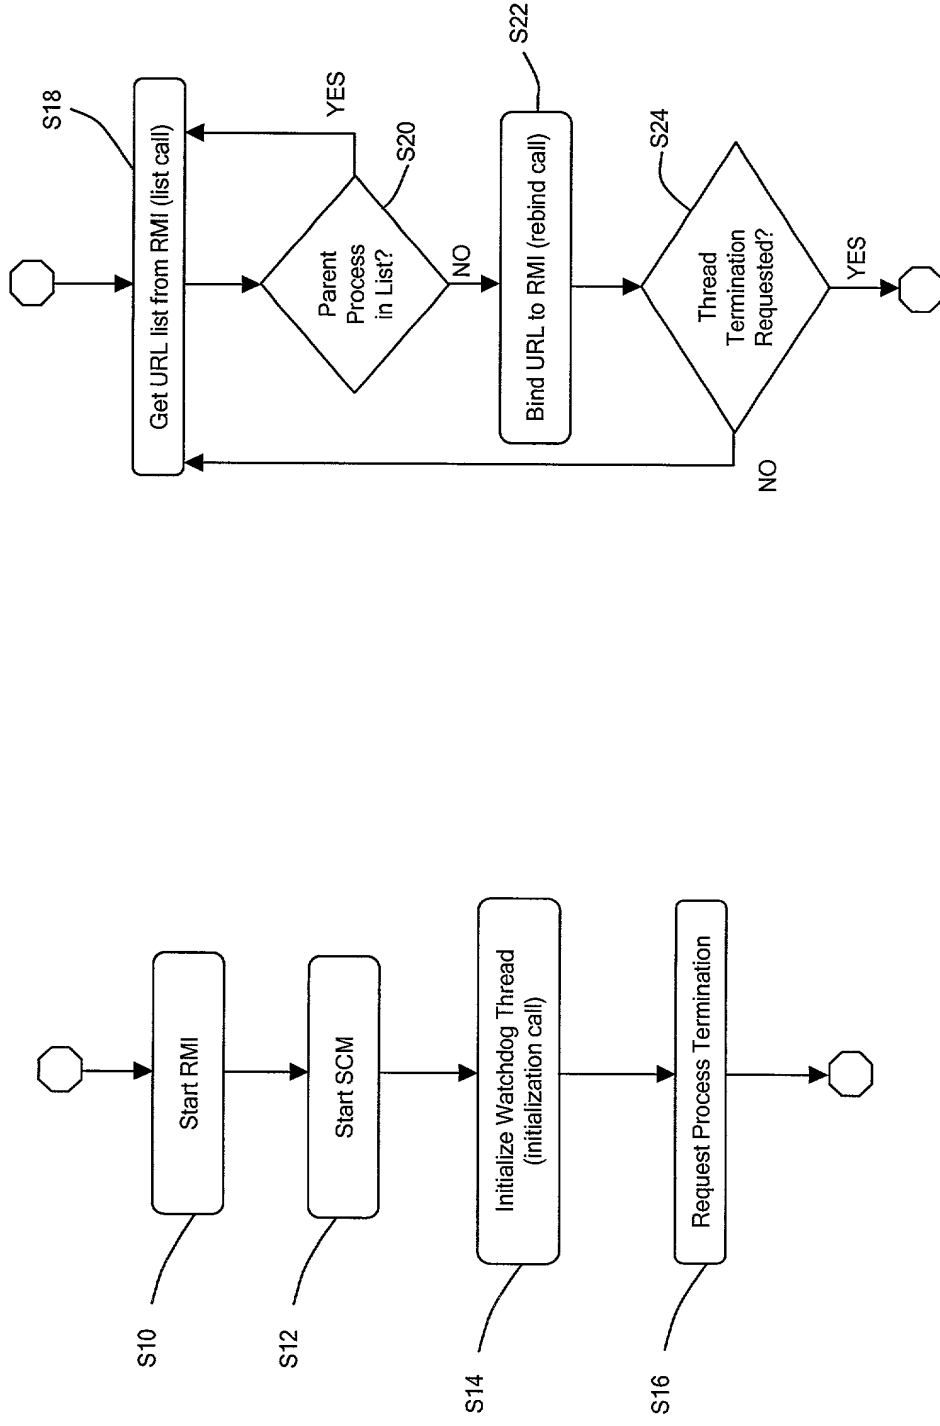 S10
Start RMI
S12
Start SCM
S14
Initialize Watchdog Thread
(initialization call)
S16
Request Process Termination
S18
Get URL list from RMI (list call)
YES
S20
Parent
Process
in List?
NO
S22
Bind URL to RMI (rebind call)
S24
Thread
Termination
Requested?
NO
YES